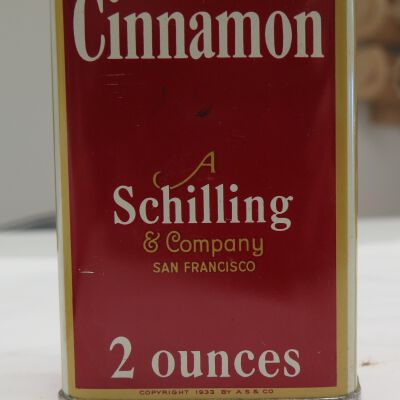 Cinnamon
A
Schilling
& Company
SAN FRANCISCO
2 ounces
COPYRIGHT 1933 BY A S & CO